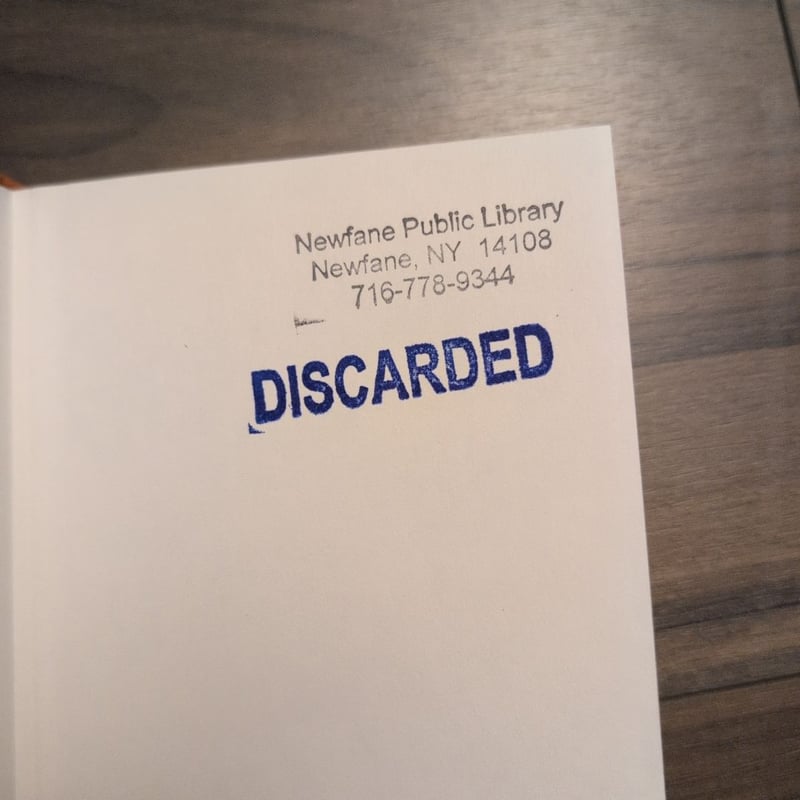 Newfane Public Library
Newfane, NY 14108
716-778-9344
DISCARDED